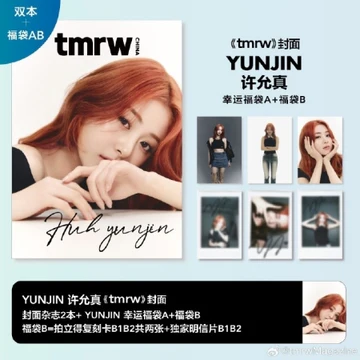 双本
+
福袋AB
tmrw
CHINA
Huh yunjin
《tmrw》封面
YUNJIN
许允真
幸运福袋A+福袋B
YUNJIN 许允真《tmrw》封面
封面杂志2本+ YUNJIN 幸运福袋A+福袋B
福袋B=拍立得复刻卡B1B2共两张+独家明信片B1B2